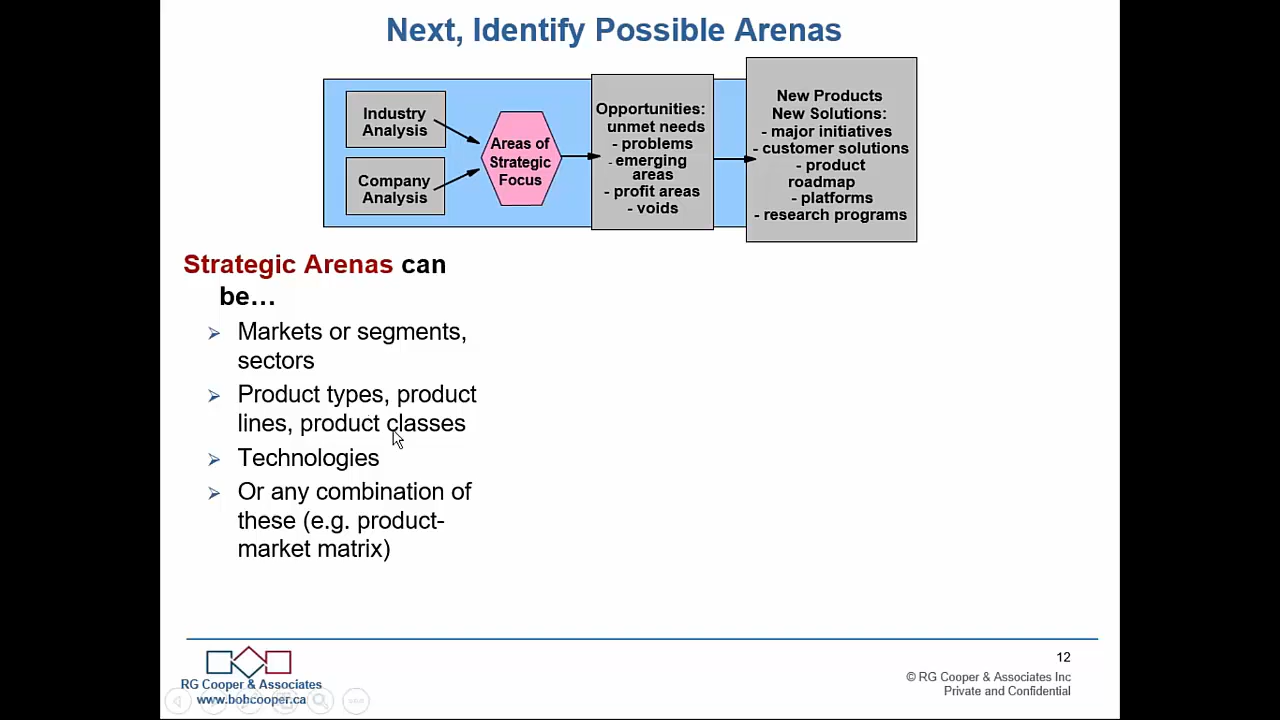 Next, Identify Possible Arenas
Industry
Analysis
Company
Analysis
Areas of
Strategic
Focus
Opportunities:
unmet needs
- problems
- emerging
areas
- profit areas
- voids
New Products
New Solutions:
- major initiatives
- customer solutions
- product
roadmap
- platforms
- research programs
Strategic Arenas can
be…
Markets or segments,
sectors
Product types, product
lines, product classes
Technologies
Or any combination of
these (e.g. product-
market matrix)
RG Cooper & Associates
www.bobcooper.ca
12
© RG Cooper & Associates Inc
Private and Confidential